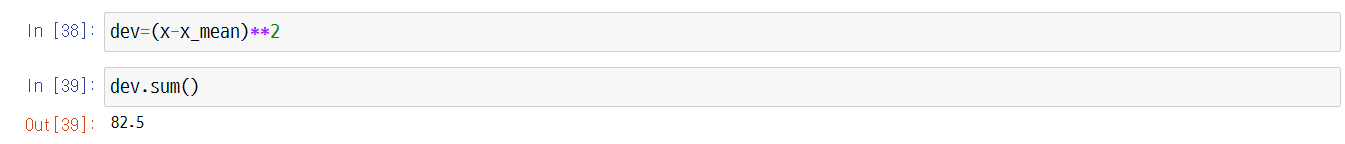 In [38]: dev=(x-x_mean)**2
In [39]: dev.sum()
Out[39]: 82.5